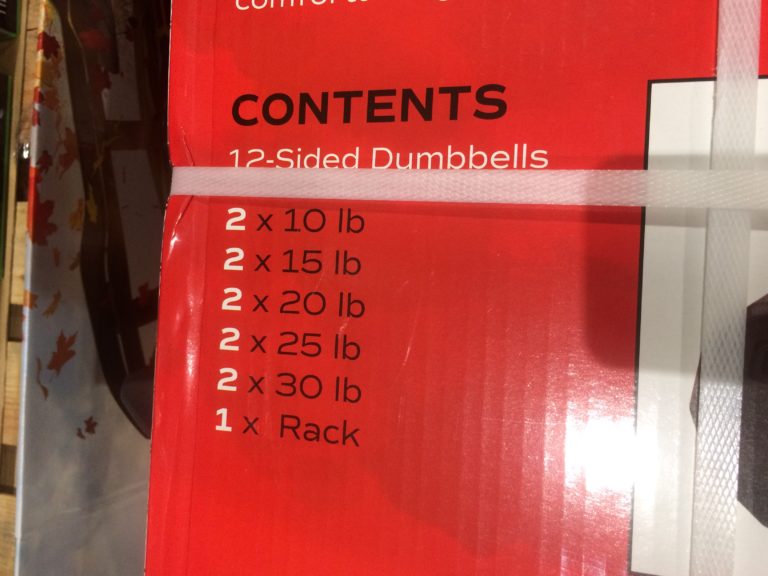 CONTENTS
12-Sided Dumbbells
2 x 10 lb
2 x 15 lb
2 x 20 lb
2 x 25 lb
2 x 30 lb
1 x Rack